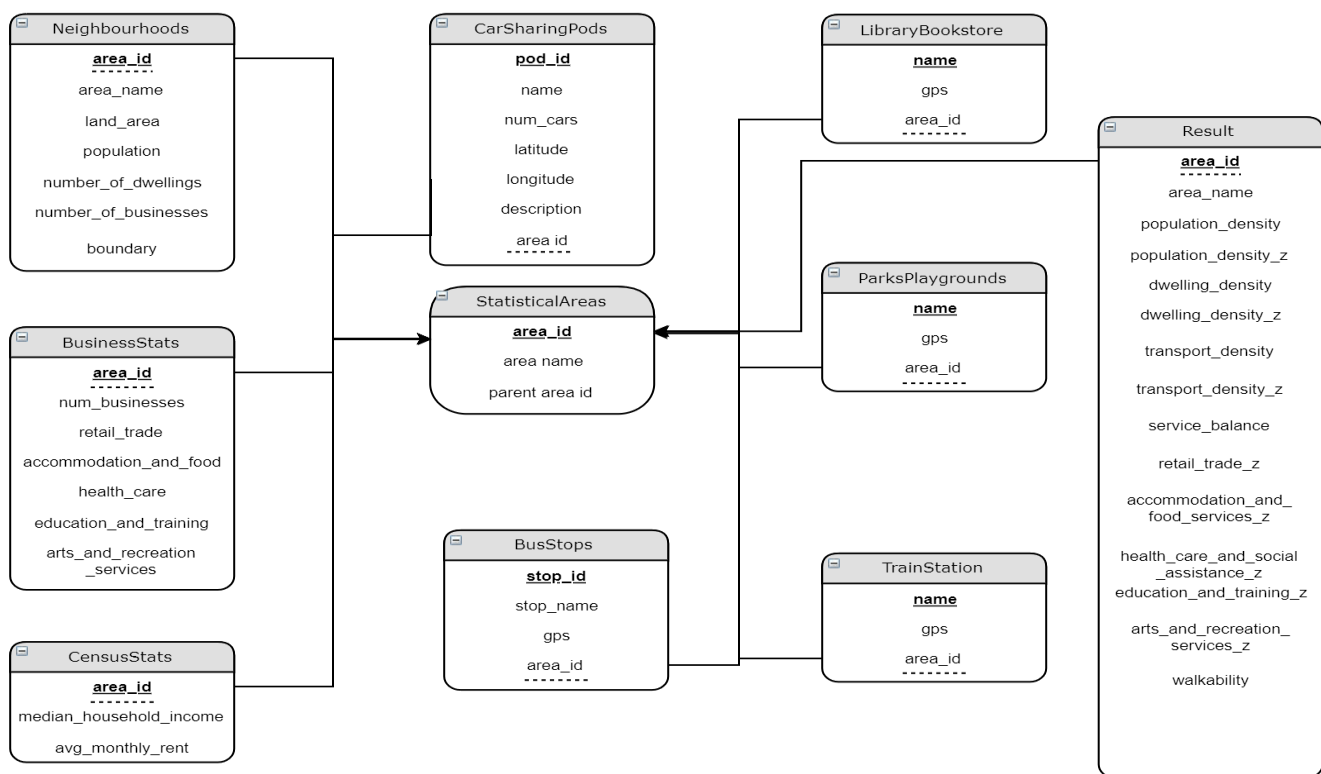 Neighbourhoods
area_id
area_name
land_area
population
number_of_dwellings
number_of_businesses
boundary
BusinessStats
area_id
num_businesses
retail_trade
accommodation_and_food
health_care
education_and_training
arts_and_recreation
_services
CensusStats
area_id
median_household_income
avg_monthly_rent
CarSharingPods
pod_id
name
num_cars
latitude
longitude
description
area id
StatisticalAreas
area_id
area name
parent area id
BusStops
stop_id
stop_name
gps
area_id
LibraryBookstore
name
gps
area_id
ParksPlaygrounds
name
gps
area_id
TrainStation
name
gps
area_id
Result
area_id
area_name
population_density
population_density_z
dwelling_density
dwelling_density_z
transport_density
transport_density_z
service_balance
retail_trade_z
accommodation_and_
food_services_z
health_care_and_social
_assistance_z
education_and_training_z
arts_and_recreation_
services_z
walkability